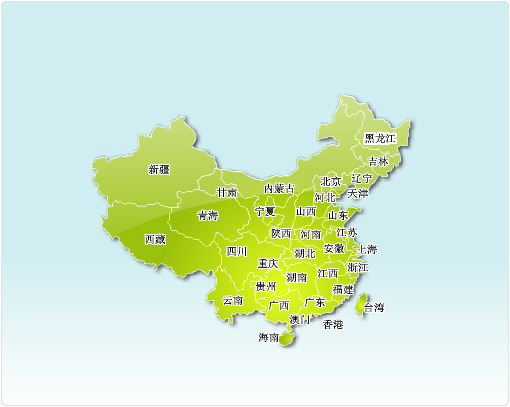 黑龙江
吉林
新疆
辽宁
北京
内蒙古
甘肃
天津
河北
宁夏
山西
山东
青海
江苏
陕西
河南
西藏
安徽
上海
四川
湖北
重庆
浙江
江西
湖南
贵州
福建
云南
广东
广西
台湾
澳门
香港
海南